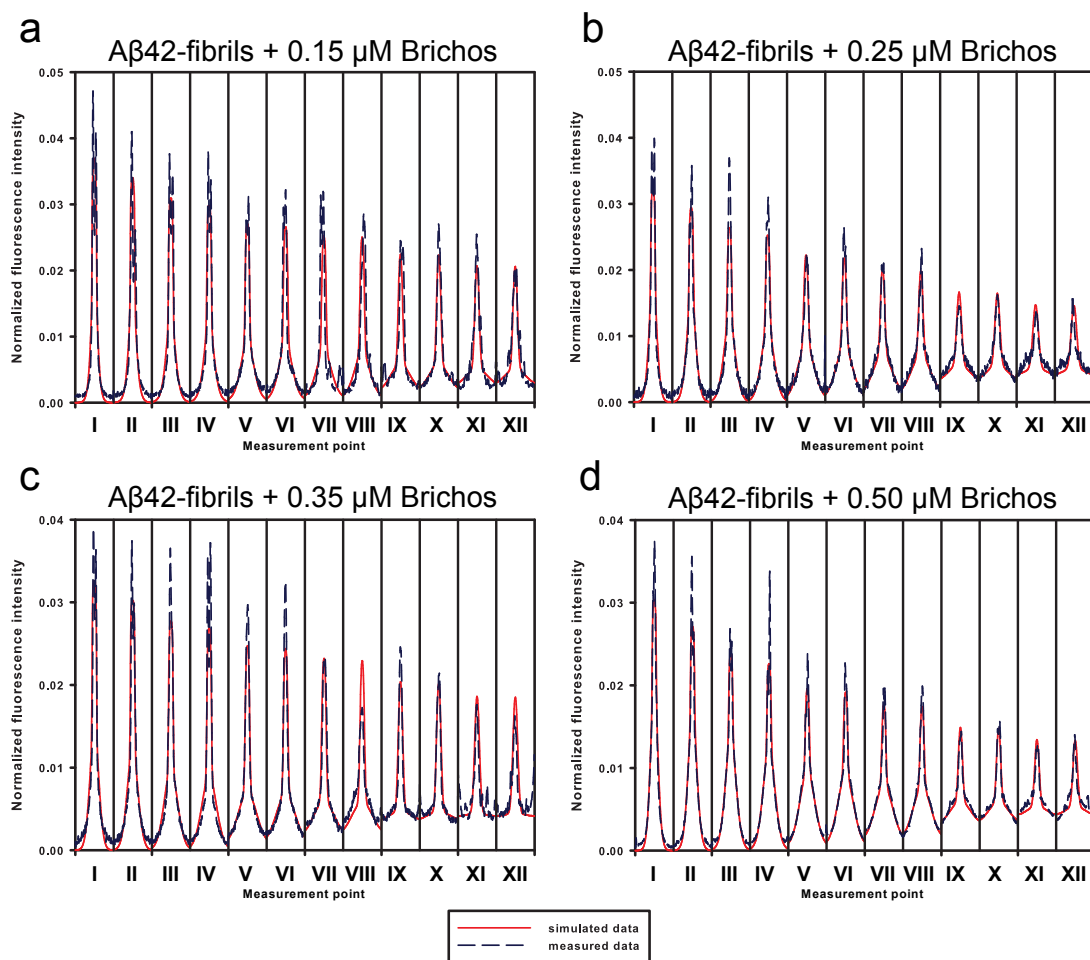 a
Aβ42-fibrils + 0.15 µM Brichos
Normalized fluorescence intensity
0.05
0.04
0.03
0.02
0.01
0.00
I II III IV V VI VII VIII IX X XI XII
Measurement point
b
Aβ42-fibrils + 0.25 µM Brichos
Normalized fluorescence intensity
0.05
0.04
0.03
0.02
0.01
0.00
I II III IV V VI VII VIII IX X XI XII
Measurement point
c
Aβ42-fibrils + 0.35 µM Brichos
Normalized fluorescence intensity
0.04
0.03
0.02
0.01
0.00
I II III IV V VI VII VIII IX X XI XII
Measurement point
d
Aβ42-fibrils + 0.50 µM Brichos
Normalized fluorescence intensity
0.04
0.03
0.02
0.01
0.00
I II III IV V VI VII VIII IX X XI XII
Measurement point
simulated data
measured data